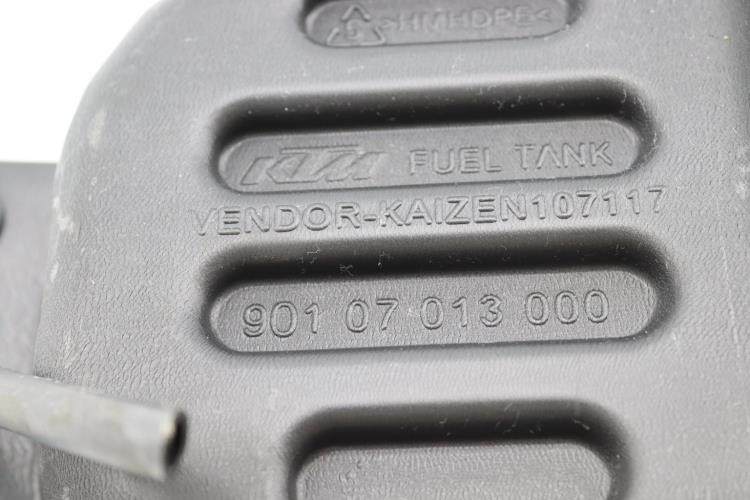 >HMHDPE<
KTM FUEL TANK
VENDOR-KAIZEN107117
901 07 013 000